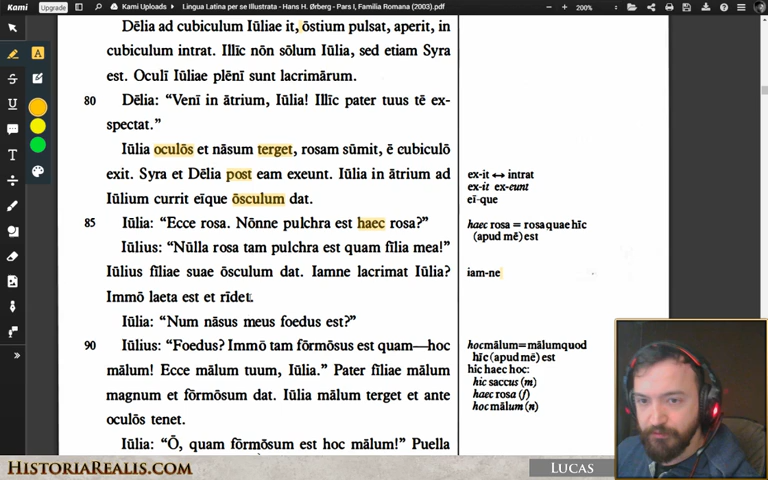 Kami
Upgrade
Kami Uploads
Lingua Latina per se Illustrata - Hans H. Ørberg - Pars I, Familia Romana (2003).pdf
200%
Dēlia ad cubiculum Iūliae it, ōstium pulsat, aperit, in
cubiculum intrat. Illīc nōn sōlum Iūlia, sed etiam Syra
est. Oculī Iūliae plēnī sunt lacrimārum.
80 Dēlia: “Venī in ātrium, Iūlia! Illīc pater tuus tē ex-
spectat.”
Iūlia oculōs et nāsum terget, rosam sūmit, ē cubiculō
exit. Syra et Dēlia post eam exeunt. Iūlia in ātrium ad
Iūlium currit eīque ōsculum dat.
85 Iūlia: “Ecce rosa. Nōnne pulchra est haec rosa?”
Iūlius: “Nūlla rosa tam pulchra est quam fīlia mea!”
Iūlius fīliae suae ōsculum dat. Iamne lacrimat Iūlia?
Immō laeta est et rīdet.
Iūlia: “Num nāsus meus foedus est?”
90 Iūlius: “Foedus? Immō tam fōrmōsus est quam—hoc
mālum! Ecce mālum tuum, Iūlia.” Pater fīliae mālum
magnum et fōrmōsum dat. Iūlia mālum terget et ante
oculōs tenet.
Iūlia: “Ō, quam fōrmōsum est hoc mālum!” Puella
ex-it ↔ intrat
ex-it ex-eunt
eī-que
haec rosa = rosa quae hīc
(apud mē) est
iam-ne
hoc mālum = mālum quod
hīc (apud mē) est
hic haec hoc:
hic saccus (m)
haec rosa (f)
hoc mālum (n)
HistoriaRealis.com
Lucas